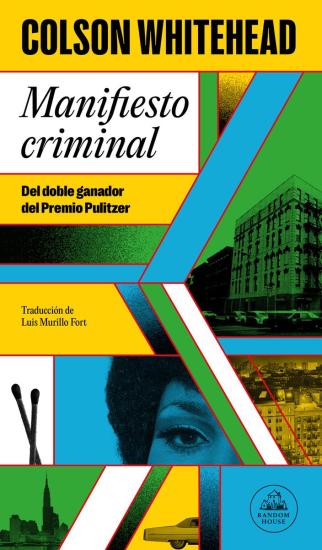 COLSON WHITEHEAD
Manifiesto
criminal
Del doble ganador
del Premio Pulitzer
Traducción de
Luis Murillo Fort
RANDOM
HOUSE